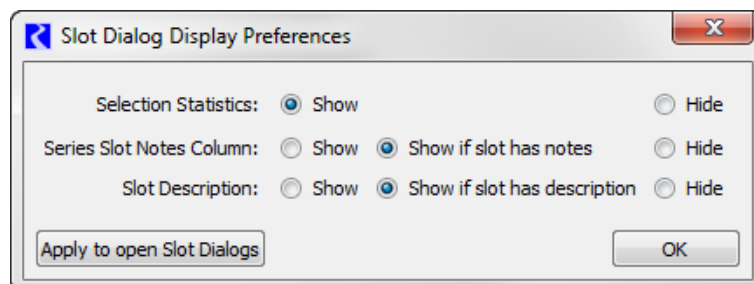 Slot Dialog Display Preferences
Selection Statistics: Show Hide
Series Slot Notes Column: Show Show if slot has notes Hide
Slot Description: Show Show if slot has description Hide
Apply to open Slot Dialogs OK